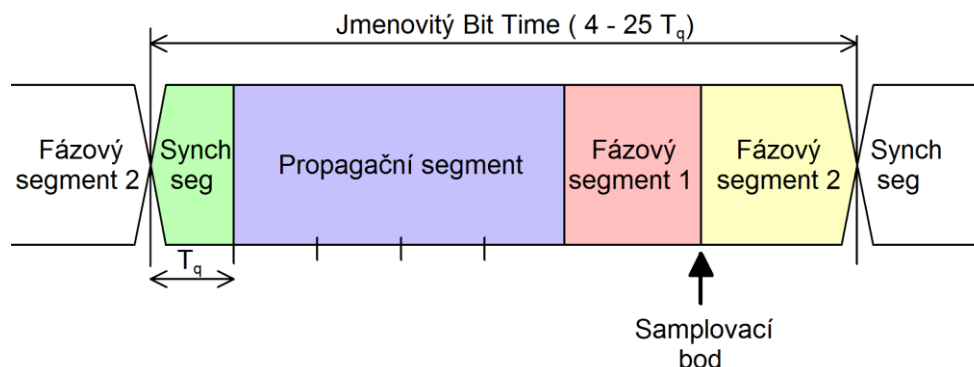 Jmenovitý Bit Time ( 4 - 25 Tq)
Fázový
segment 2
Synch
seg
Propagační segment
Fázový
segment 1
Fázový
segment 2
Synch
seg
Tq
Samplovací
bod